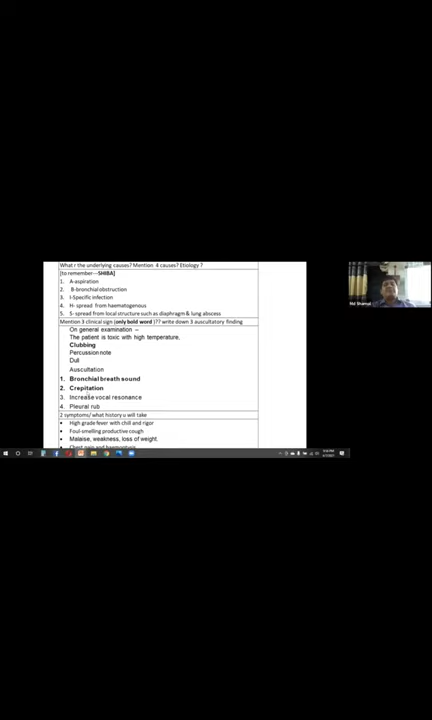 What r the underlying causes? Mention 4 causes? Etiology ?
[to remember---SHIBA]
1. A-aspiration
2. B-bronchial obstruction
3. I-Specific infection
4. H- spread from haematogenous
5. S- spread from local structure such as diaphragm & lung abscess
Mention 3 clinical sign (only bold word )?? write down 3 auscultatory finding
On general examination –
The patient is toxic with high temperature.
Clubbing
Percussion note
Dull
Auscultation
1. Bronchial breath sound
2. Crepitation
3. Increase vocal resonance
4. Pleural rub
2 symptoms/ what history u will take
• High grade fever with chill and rigor
• Foul-smelling productive cough
• Malaise, weakness, loss of weight.
• Chest pain and haemoptysis
Md Shamol